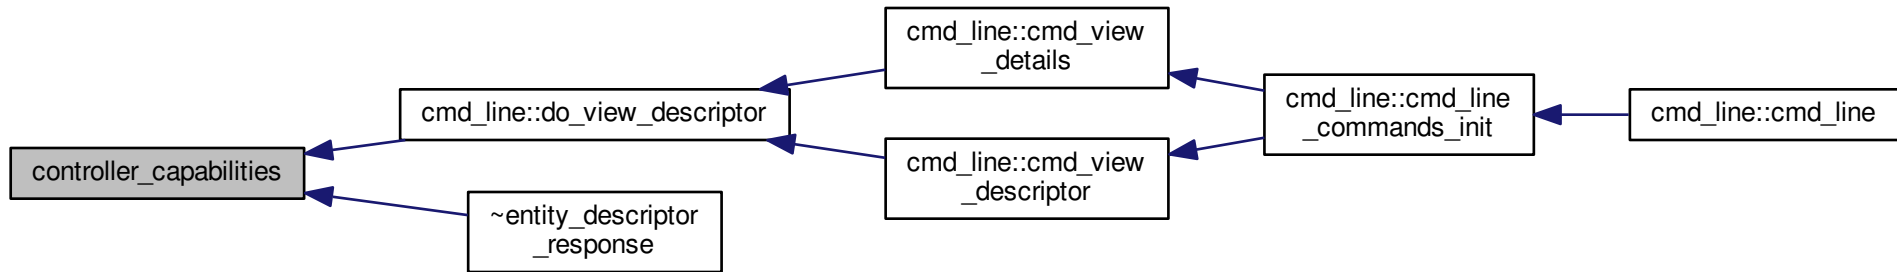 controller_capabilities
cmd_line::do_view_descriptor
~entity_descriptor
_response
cmd_line::cmd_view
_details
cmd_line::cmd_view
_descriptor
cmd_line::cmd_line
_commands_init
cmd_line::cmd_line